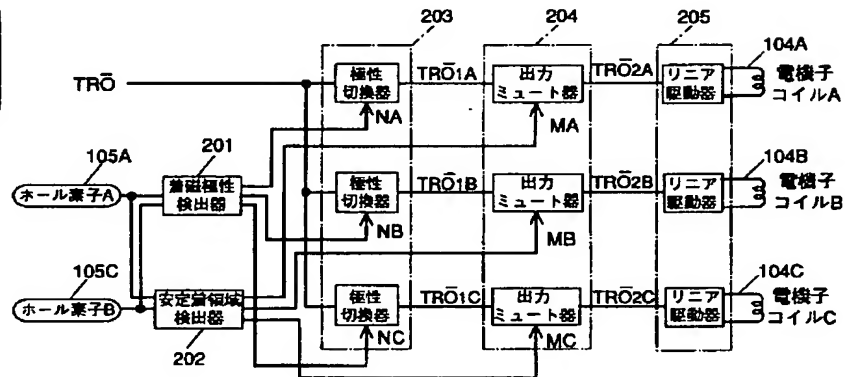 203
204
205
TRŌ
極性
切換器
TRŌ1A
出力
ミュート器
TRŌ2A
リニア
駆動器
104A
電機子
コイルA
NA
MA
105A
ホール素子A
201
着磁極性
検出器
極性
切換器
TRŌ1B
出力
ミュート器
TRŌ2B
リニア
駆動器
104B
電機子
コイルB
NB
MB
105C
ホール素子B
安定着領域
検出器
202
極性
切換器
TRŌ1C
出力
ミュート器
TRŌ2C
リニア
駆動器
104C
電機子
コイルC
NC
MC